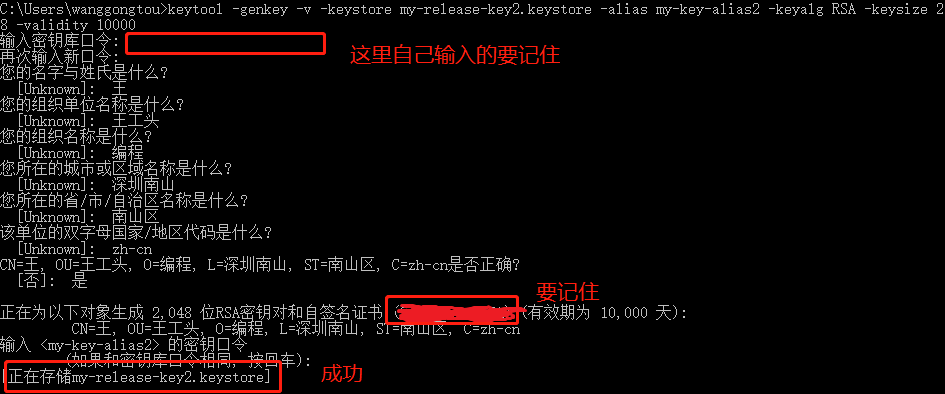 C:\Users\wanggongtou>keytool -genkey -v -keystore my-release-key2.keystore -alias my-key-alias2 -keyalg RSA -keysize 2
8 -validity 10000
输入密钥库口令:
这里自己输入的要记住
再次输入新口令:
您的名字与姓氏是什么?
[Unknown]: 王
您的组织单位名称是什么?
[Unknown]: 王工头
您的组织名称是什么?
[Unknown]: 编程
您所在的城市或区域名称是什么?
[Unknown]: 深圳南山
您所在的省/市/自治区名称是什么?
[Unknown]: 南山区
该单位的双字母国家/地区代码是什么?
[Unknown]: zh-cn
CN=王, OU=王工头, O=编程, L=深圳南山, ST=南山区, C=zh-cn是否正确?
[否]: 是
要记住
正在为以下对象生成 2,048 位RSA密钥对和自签名证书 (有效期为 10,000 天):
CN=王, OU=王工头, O=编程, L=深圳南山, ST=南山区, C=zh-cn
输入 <my-key-alias2> 的密钥口令
(如果和密钥库口令相同, 按回车):
[正在存储my-release-key2.keystore]
成功